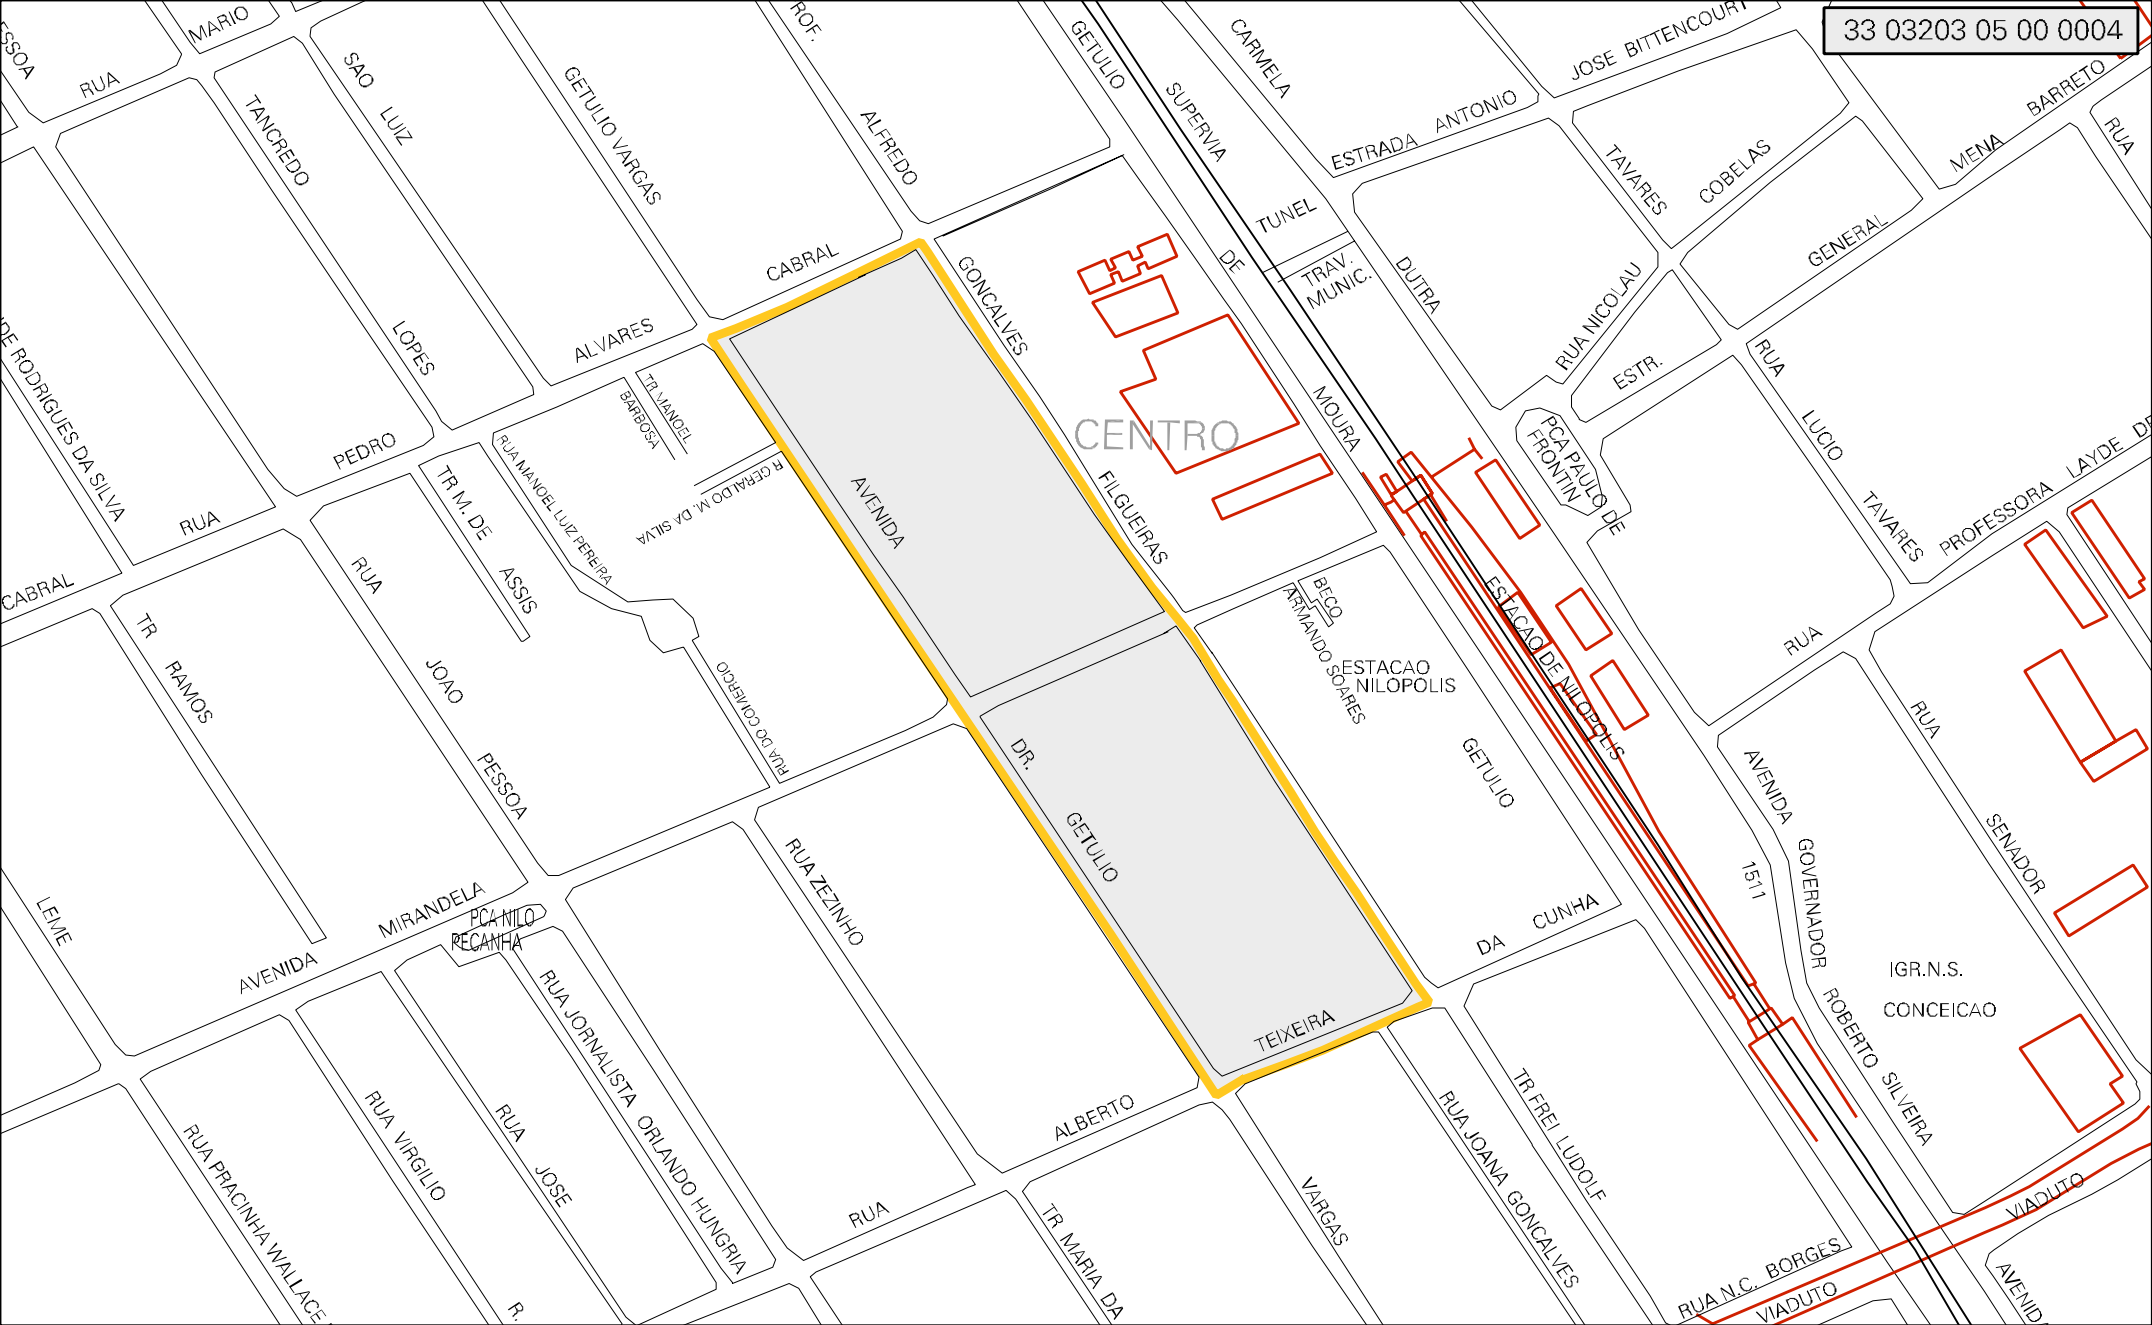 33 03203 05 00 0004
MARIO
RUA
TANCREDO
LOPES
SAO LUIZ
GETULIO VARGAS
ROF.
ALFREDO
GONCALVES
FILGUEIRAS
GETULIO
DE
MOURA
SUPERVIA
CARMELA
DUTRA
TUNEL
TRAV.
MUNIC.
ESTRADA ANTONIO
JOSE BITTENCOURT
TAVARES
COBELAS
MENA BARRETO
GENERAL
RUA
RUA NICOLAU
ESTR.
RUA LUCIO TAVARES
PROFESSORA LAYDE DE
RUA
PCA PAULO DE
FRONTIN
CABRAL
ALVARES
PEDRO
RUA
CABRAL
DE RODRIGUES DA SILVA
TR MANOEL
BARBOSA
R GERALDO M. DA SILVA
RUA MANOEL LUIZ PEREIRA
TR M. DE ASSIS
RUA JOAO PESSOA
TR RAMOS
RUA DO COMERCIO
CENTRO
AVENIDA
DR.
GETULIO
VARGAS
BECO
ARMANDO SOARES
ESTACAO
NILOPOLIS
ESTACAO DE NILOPOLIS
GETULIO
RUA SENADOR
AVENIDA GOVERNADOR ROBERTO SILVEIRA
1511
IGR.N.S.
CONCEICAO
DA CUNHA
TEIXEIRA
ALBERTO
RUA
LEME
AVENIDA MIRANDELA
PCA NILO
PECANHA
RUA ZEZINHO
RUA JORNALISTA ORLANDO HUNGRIA
RUA JOSE
R.
RUA VIRGILIO
RUA PRACINHA WALLACE
TR MARIA DA
RUA JOANA GONCALVES
TR FREI LUDOLF
RUA N.C. BORGES
VIADUTO
VIADUTO